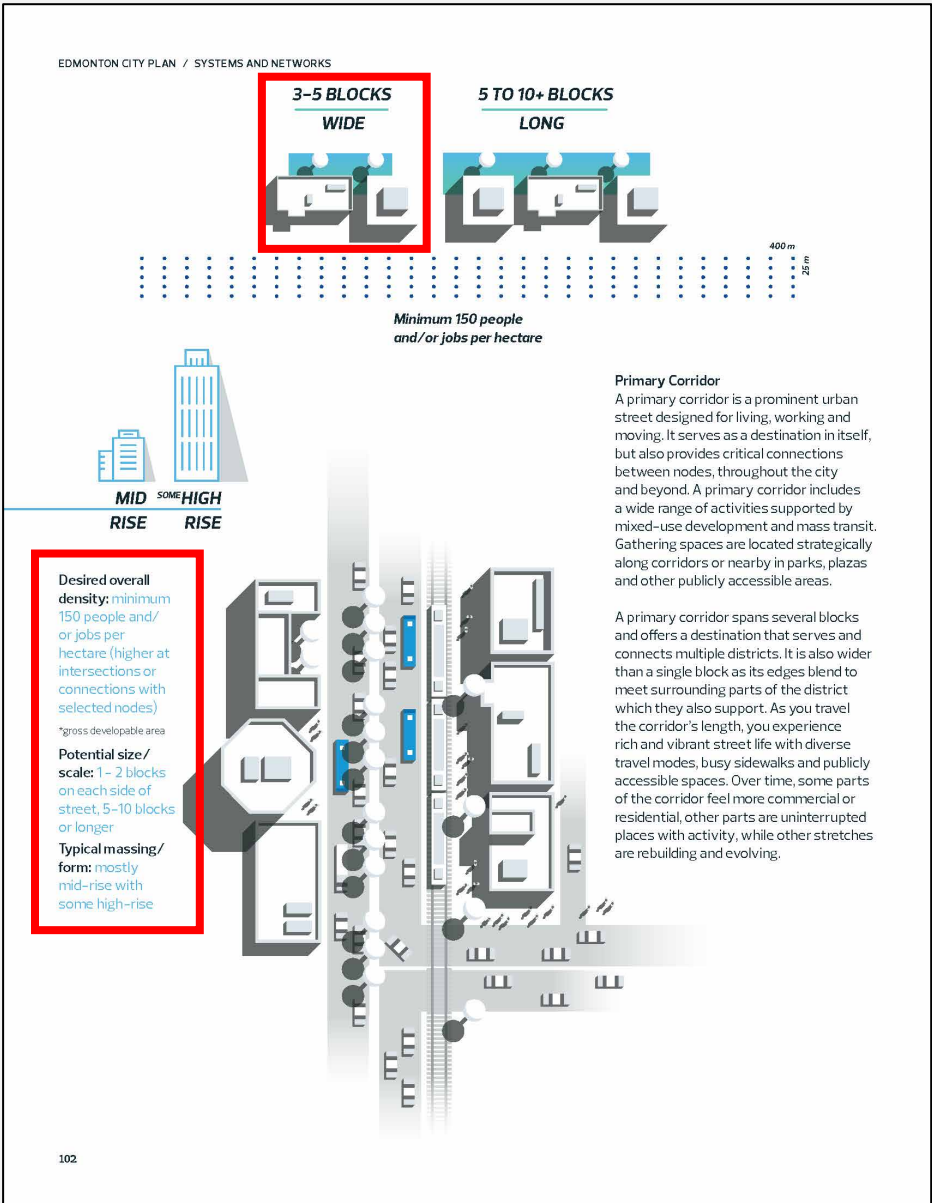 EDMONTON CITY PLAN / SYSTEMS AND NETWORKS
3–5 BLOCKS
WIDE
5 TO 10+ BLOCKS
LONG
400 m
25 m
Minimum 150 people
and/or jobs per hectare
MID
RISE
SOME HIGH
RISE
Desired overall
density: minimum
150 people and/
or jobs per
hectare (higher at
intersections or
connections with
selected nodes)
*gross developable area
Potential size/
scale: 1 – 2 blocks
on each side of
street, 5–10 blocks
or longer
Typical massing/
form: mostly
mid-rise with
some high-rise
Primary Corridor
A primary corridor is a prominent urban
street designed for living, working and
moving. It serves as a destination in itself,
but also provides critical connections
between nodes, throughout the city
and beyond. A primary corridor includes
a wide range of activities supported by
mixed-use development and mass transit.
Gathering spaces are located strategically
along corridors or nearby in parks, plazas
and other publicly accessible areas.
A primary corridor spans several blocks
and offers a destination that serves and
connects multiple districts. It is also wider
than a single block as its edges blend to
meet surrounding parts of the district
which they also support. As you travel
the corridor's length, you experience
rich and vibrant street life with diverse
travel modes, busy sidewalks and publicly
accessible spaces. Over time, some parts
of the corridor feel more commercial or
residential, other parts are uninterrupted
places with activity, while other stretches
are rebuilding and evolving.
102